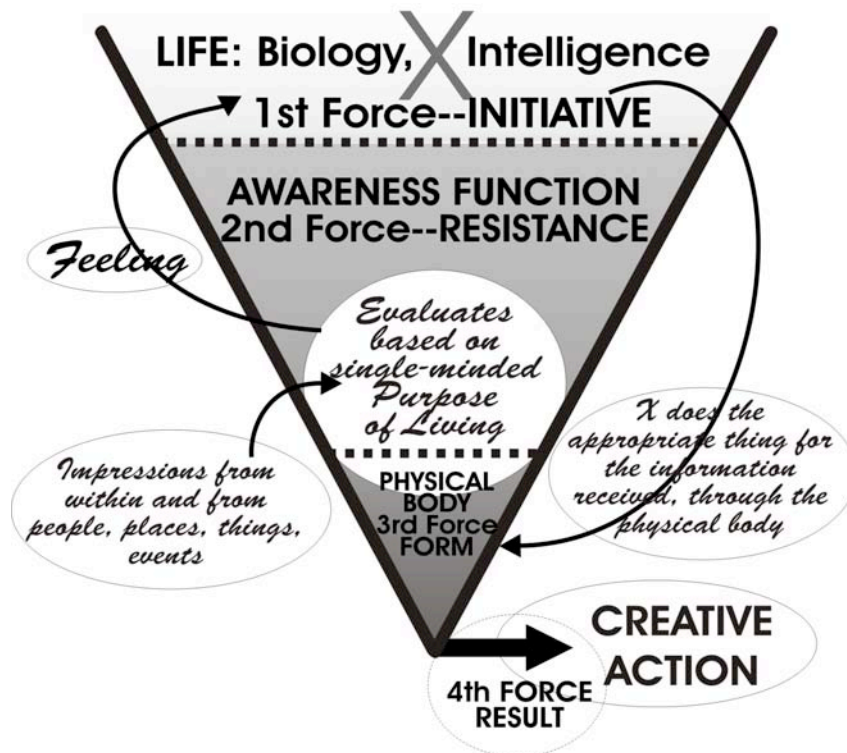 LIFE: Biology, X Intelligence
1st Force--INITIATIVE
AWARENESS FUNCTION
2nd Force--RESISTANCE
Feeling
Evaluates
based on
single-minded
Purpose
of Living
Impressions from
within and from
people, places, things,
events
PHYSICAL
BODY
3rd Force
FORM
X does the
appropriate thing for
the information
received, through the
physical body
CREATIVE
ACTION
4th FORCE
RESULT